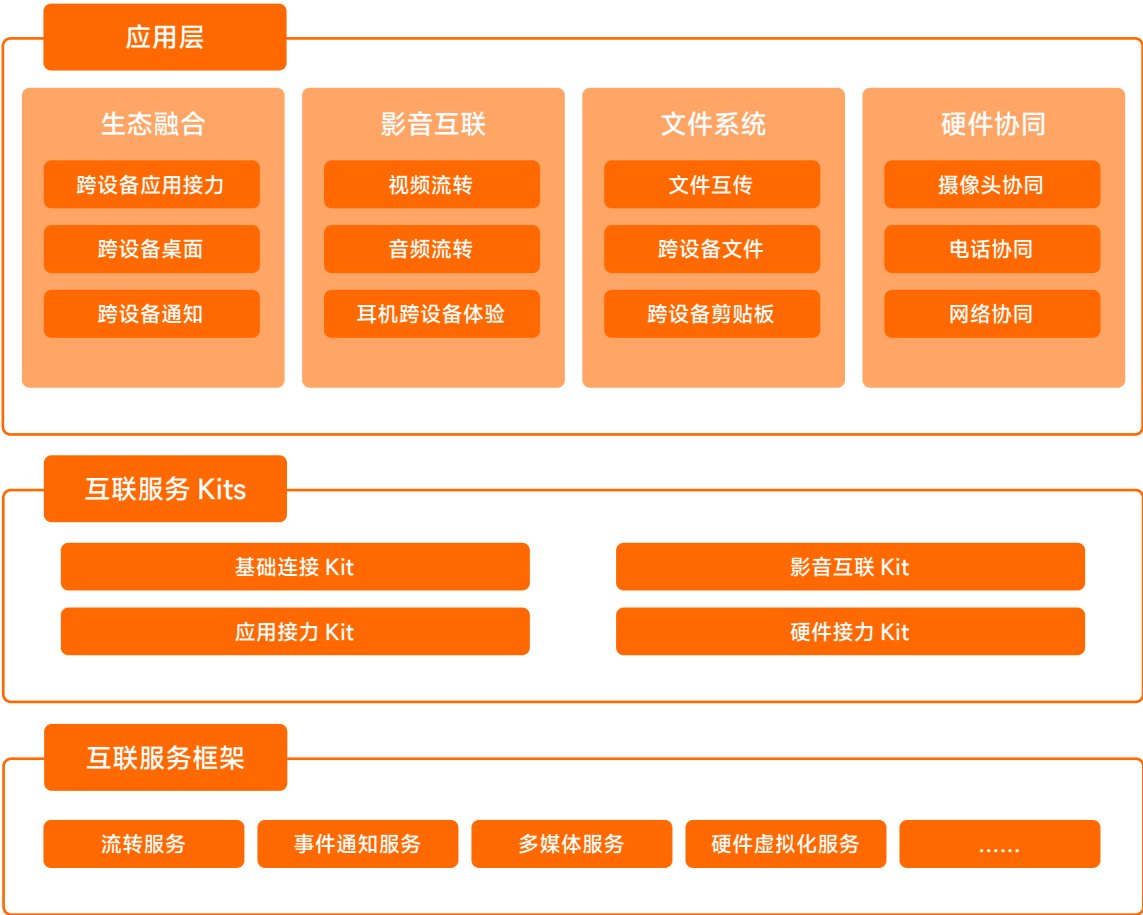 应用层
生态融合
跨设备应用接力
跨设备桌面
跨设备通知
影音互联
视频流转
音频流转
耳机跨设备体验
文件系统
文件互传
跨设备文件
跨设备剪贴板
硬件协同
摄像头协同
电话协同
网络协同
互联服务 Kits
基础连接 Kit
影音互联 Kit
应用接力 Kit
硬件接力 Kit
互联服务框架
流转服务
事件通知服务
多媒体服务
硬件虚拟化服务
……